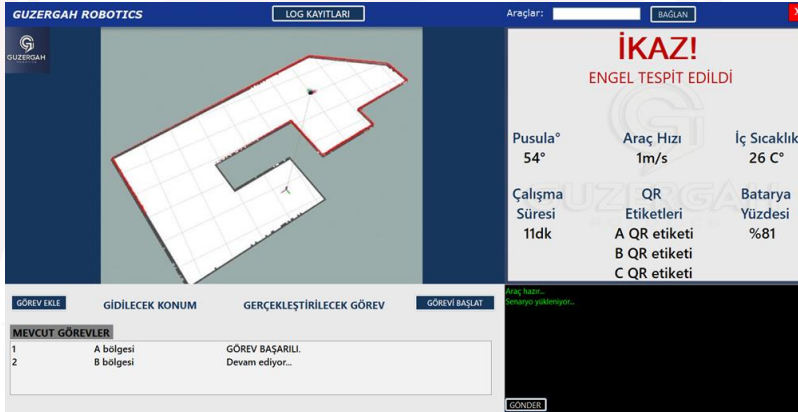 GUZERGAH ROBOTICS
LOG KAYITLARI
Araçlar:
BAĞLAN
X
GUZERGAH
İKAZ!
ENGEL TESPİT EDİLDİ
Pusula°
Araç Hızı
İç Sıcaklık
54°
1m/s
26 C°
Çalışma
Süresi
QR
Etiketleri
Batarya
Yüzdesi
11dk
A QR etiketi
B QR etiketi
C QR etiketi
%81
GUZERGAH
GÖREV EKLE
GİDİLECEK KONUM
GERÇEKLEŞTİRİLECEK GÖREV
GÖREVİ BAŞLAT
MEVCUT GÖREVLER
1 A bölgesi GÖREV BAŞARILI.
2 B bölgesi Devam ediyor...
Araç hazır...
Senaryo yükleniyor...
GÖNDER